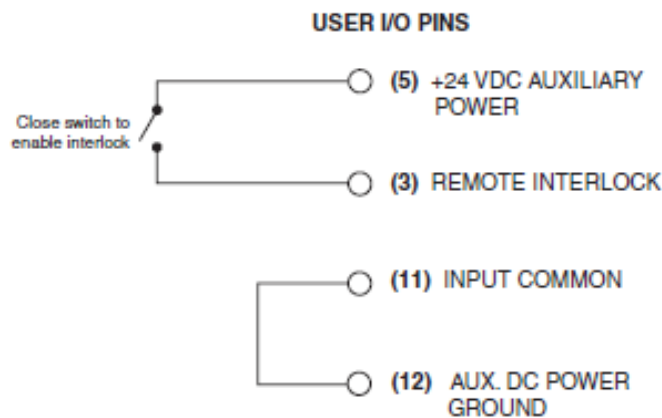 USER I/O PINS
(5) +24 VDC AUXILIARY
POWER
Close switch to
enable interlock
(3) REMOTE INTERLOCK
(11) INPUT COMMON
(12) AUX. DC POWER
GROUND